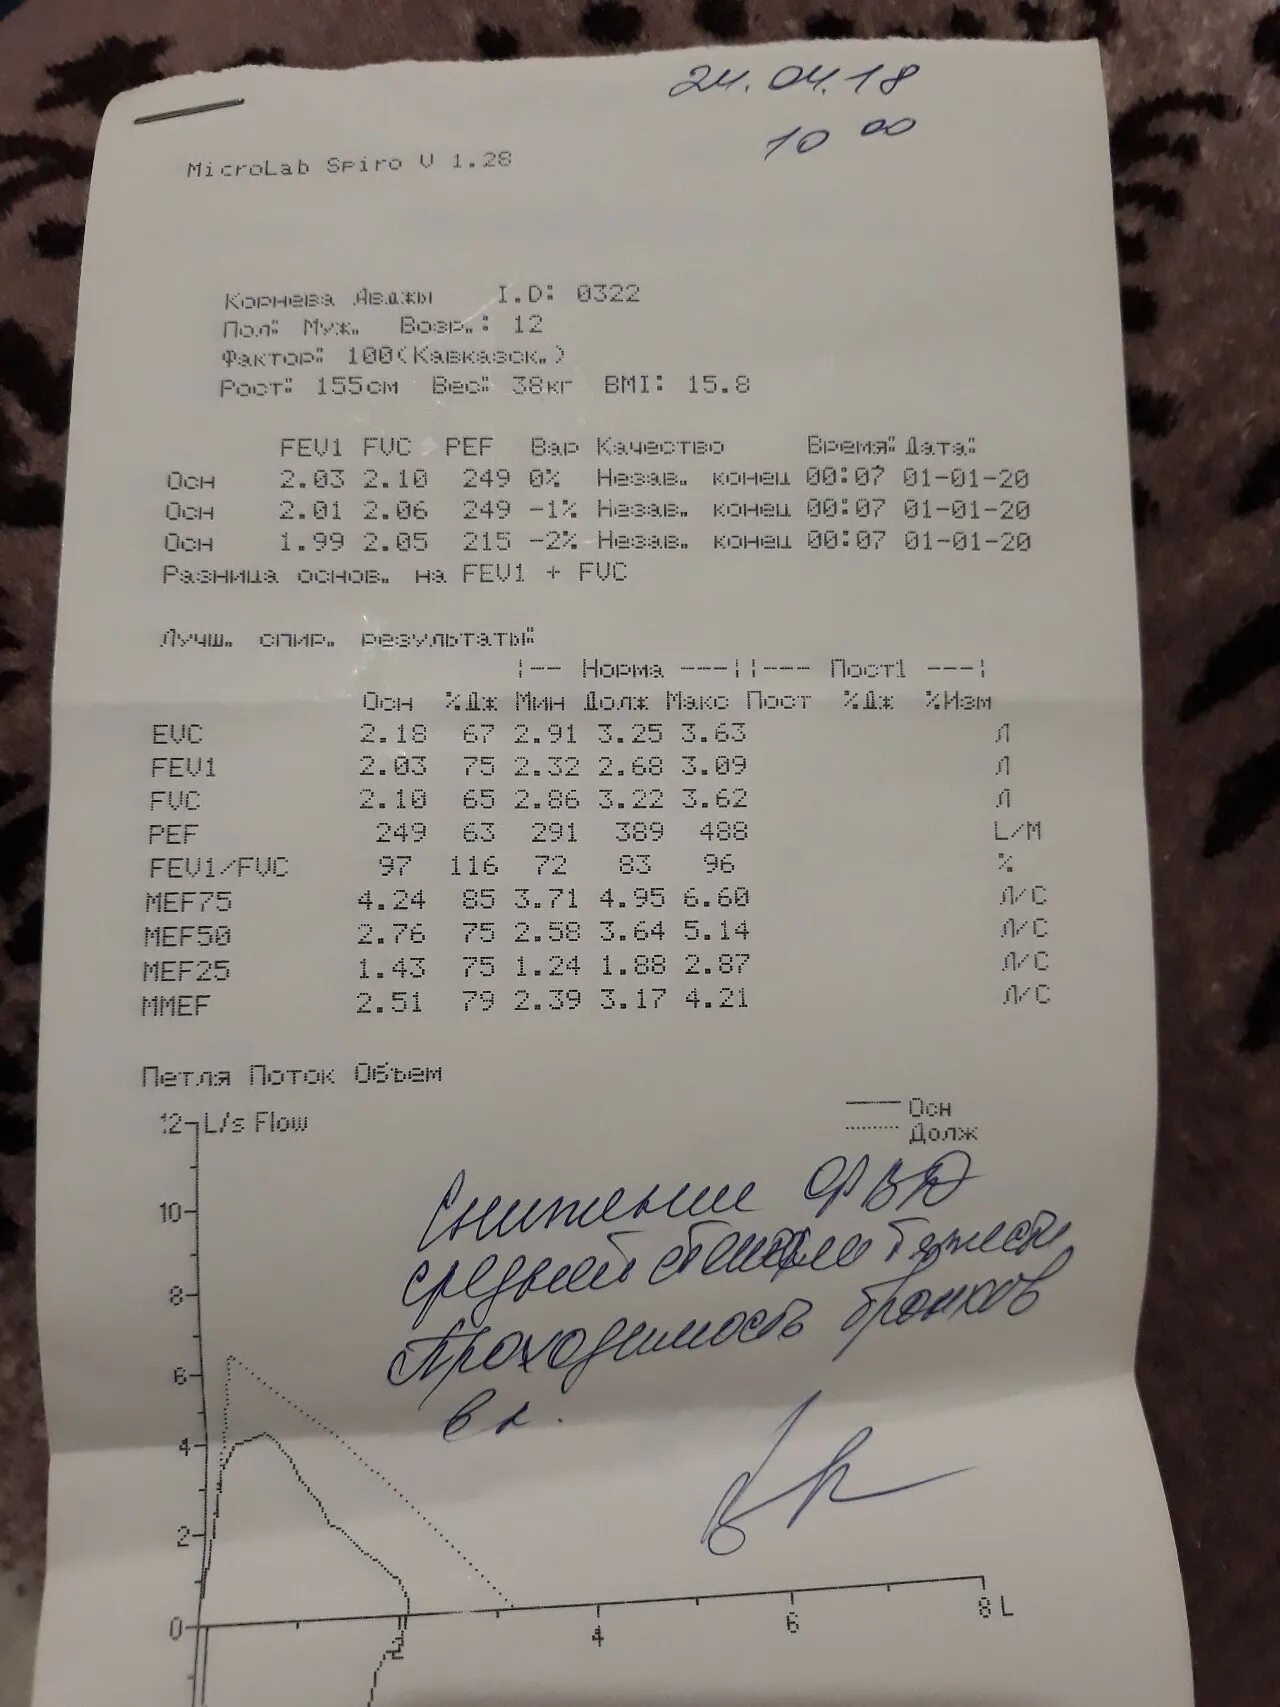 24.04.18
10 00
MicroLab Spiro V 1.28
Корнева Авджы I.D: 0322
Пол: Муж. Возр.: 12
Фактор: 100(Кавказск.)
Рост: 155см Вес: 38кг BMI: 15.8
FEV1 FVC PEF Вар Качество Время: Дата:
Осн 2.03 2.10 249 0% Незав. конец 00:07 01-01-20
Осн 2.01 2.06 249 -1% Незав. конец 00:07 01-01-20
Осн 1.99 2.05 215 -2% Незав. конец 00:07 01-01-20
Разница основ. на FEV1 + FVC
Лучш. спир. результаты:
|-- Норма ---||--- Пост1 ---|
Осн %Дж Мин Долж Макс Пост %Дж %Изм
EVC 2.18 67 2.91 3.25 3.63 Л
FEV1 2.03 75 2.32 2.68 3.09 Л
FVC 2.10 65 2.86 3.22 3.62 Л
PEF 249 63 291 389 488 L/M
FEV1/FVC 97 116 72 83 96 %
MEF75 4.24 85 3.71 4.95 6.60 Л/С
MEF50 2.76 75 2.58 3.64 5.14 Л/С
MEF25 1.43 75 1.24 1.88 2.87 Л/С
MMEF 2.51 79 2.39 3.17 4.21 Л/С
Петля Поток Объем
12 L/s Flow
Осн
Долж
10
8
6
4
2
0
2
4
6
8 L
Снижение ФВД
средней степени тяжести
Проходимость бронхов
в н.